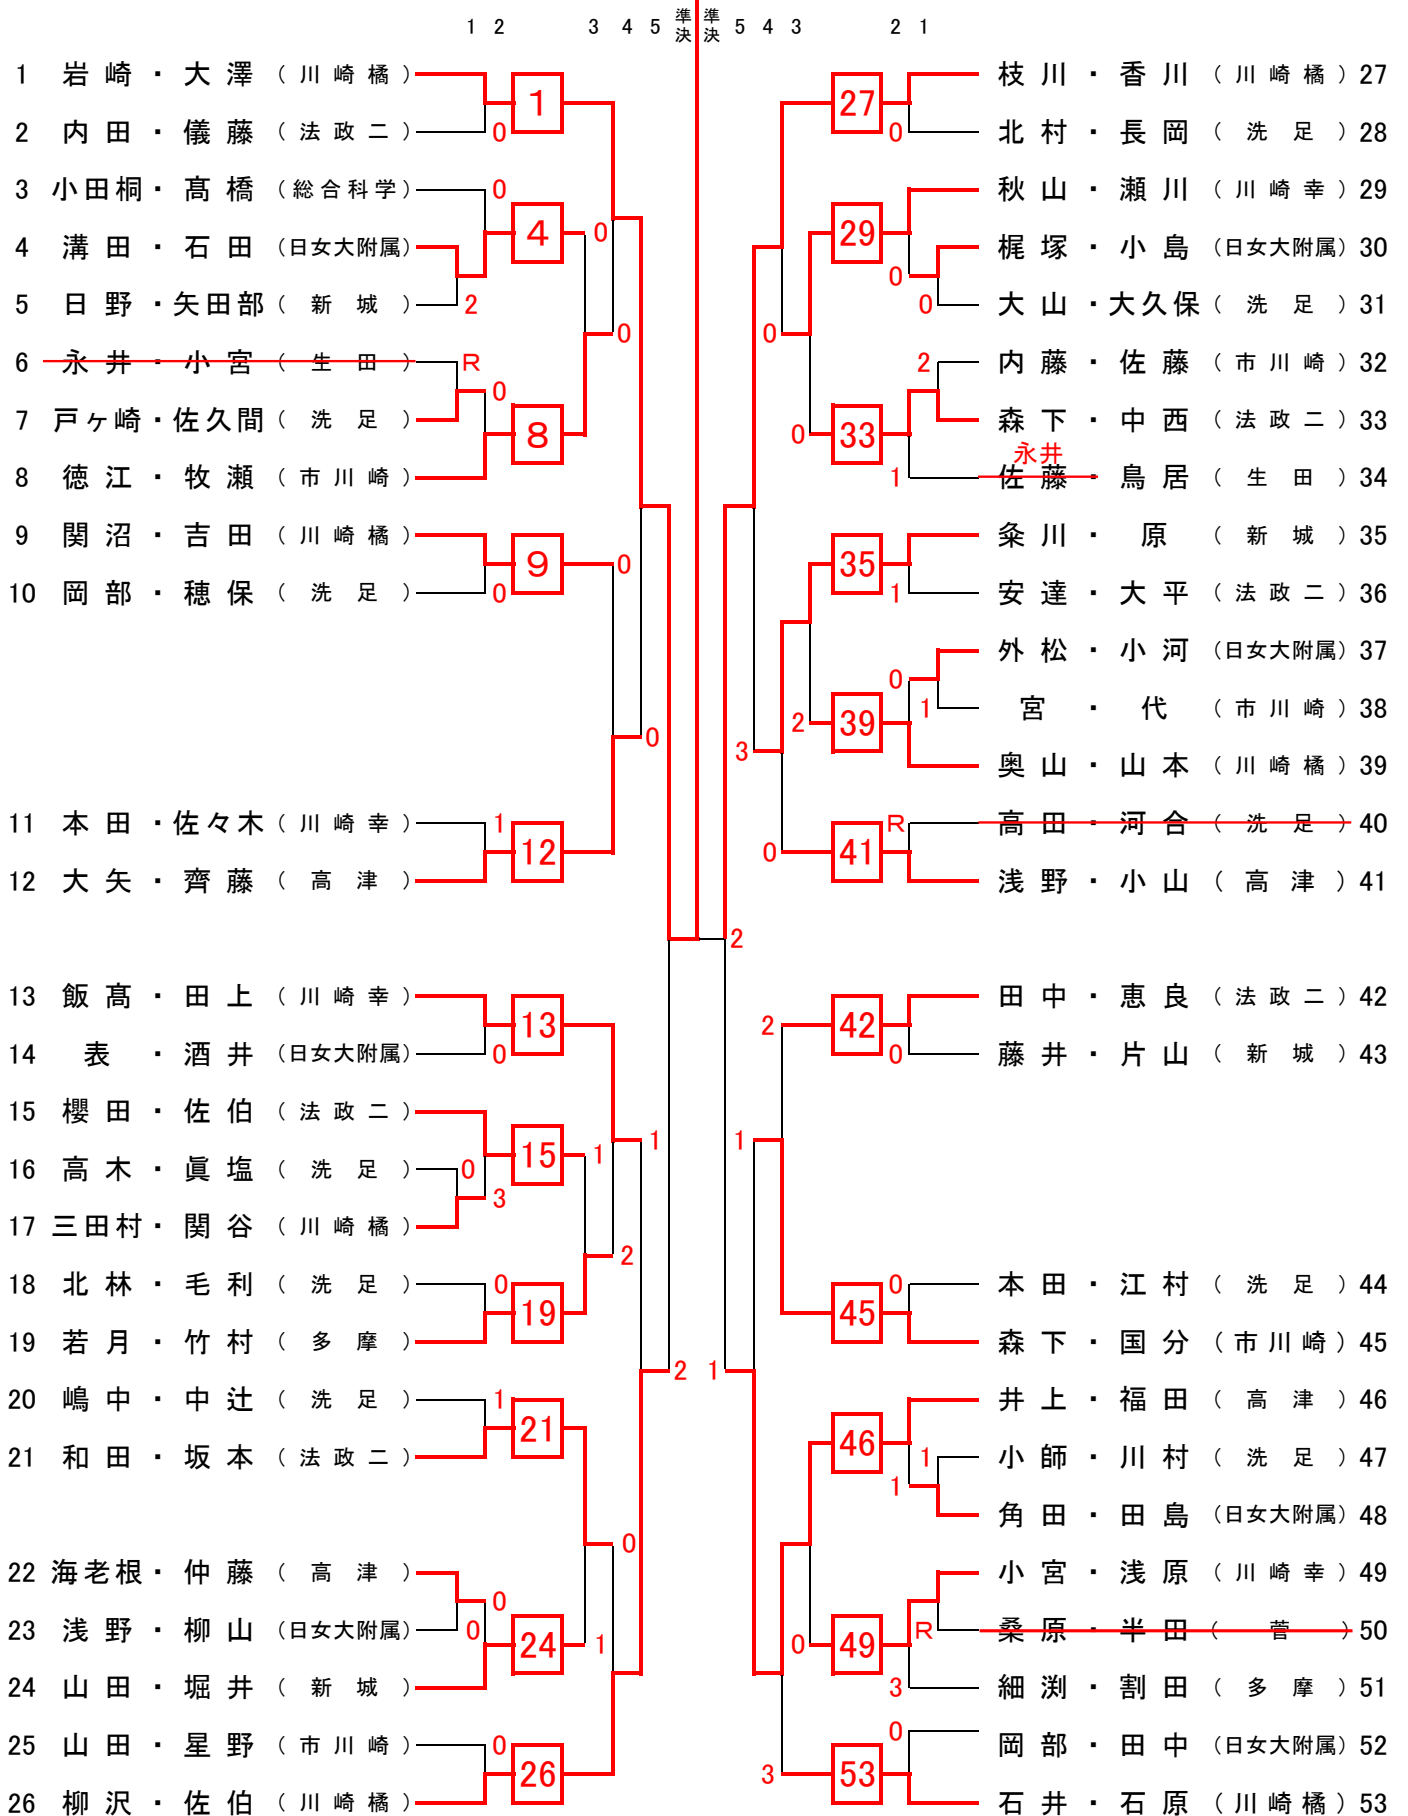 1 2 3 4 5 準決 準決 5 4 3 2 1
1 岩崎・大澤（川崎橘）
2 内田・儀藤（法政二）
3 小田桐・髙橋（総合科学）
4 溝田・石田（日女大附属）
5 日野・矢田部（新城）
6 永井・小宮（生田）
7 戸ヶ崎・佐久間（洗足）
8 徳江・牧瀬（市川崎）
9 関沼・吉田（川崎橘）
10 岡部・穂保（洗足）
11 本田・佐々木（川崎幸）
12 大矢・齊藤（高津）
13 飯髙・田上（川崎幸）
14 表・酒井（日女大附属）
15 櫻田・佐伯（法政二）
16 高木・眞塩（洗足）
17 三田村・関谷（川崎橘）
18 北林・毛利（洗足）
19 若月・竹村（多摩）
20 嶋中・中辻（洗足）
21 和田・坂本（法政二）
22 海老根・仲藤（高津）
23 浅野・柳山（日女大附属）
24 山田・堀井（新城）
25 山田・星野（市川崎）
26 柳沢・佐伯（川崎橘）
1
0
0
4
0
2
0
R
0
8
9
0
0
0
1
12
13
0
15
1
1
0
3
2
0
19
2
1
21
0
0
0
24
1
0
26
27
0
29
0
0
0
2
0
33
1
35
1
0
1
2
39
3
R
0
41
2
2
42
0
1
0
45
1
46
1
1
R
0
49
3
0
3
53
枝川・香川（川崎橘）27
北村・長岡（洗足）28
秋山・瀬川（川崎幸）29
梶塚・小島（日女大附属）30
大山・大久保（洗足）31
内藤・佐藤（市川崎）32
森下・中西（法政二）33
永井
佐藤・鳥居（生田）34
粂川・原（新城）35
安達・大平（法政二）36
外松・小河（日女大附属）37
宮・代（市川崎）38
奥山・山本（川崎橘）39
高田・河合（洗足）40
浅野・小山（高津）41
田中・恵良（法政二）42
藤井・片山（新城）43
本田・江村（洗足）44
森下・国分（市川崎）45
井上・福田（高津）46
小師・川村（洗足）47
角田・田島（日女大附属）48
小宮・浅原（川崎幸）49
桑原・半田（菅）50
細渕・割田（多摩）51
岡部・田中（日女大附属）52
石井・石原（川崎橘）53